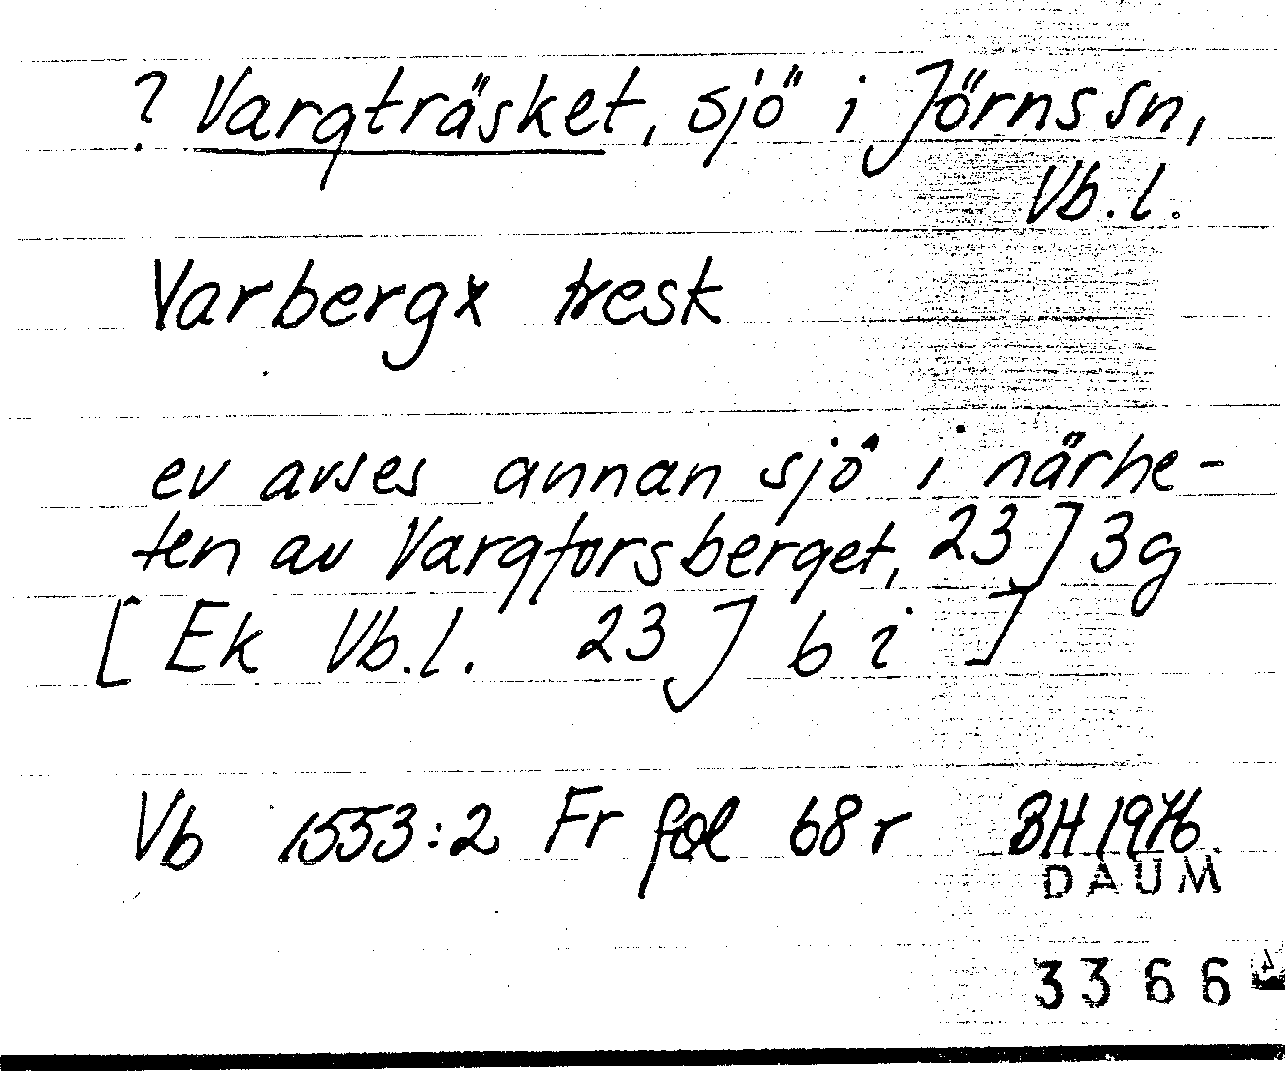 ? Vargträsket, sjö i Jörns sn,
Vb.l.
Varbergx tresk
ev avses annan sjö i närhe-
ten av Vargforsberget, 23 J 3g
[ Ek Vb.l. 23 J 6 i ]
Vb 1553:2 Fr fol 68 r BH 1976
DAUM
3366